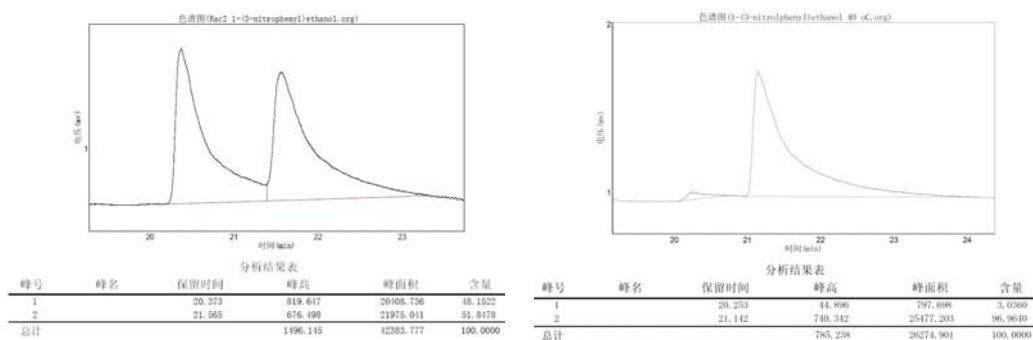 色谱图(Rac2 1-(3-nitrophenyl)ethanol.org)
电压(mv)
1
20 21 22 23
时间(min)
分析结果表
峰号 峰名 保留时间 峰高 峰面积 含量
1 20.373 819.647 20408.736 48.1522
2 21.565 676.498 21975.041 51.8478
总计 1496.145 42383.777 100.0000
色谱图(1-(3-nitrolphenyl)ethanol 40 oC.org)
2
电压(mv)
1
20 21 22 23 24
时间(min)
分析结果表
峰号 峰名 保留时间 峰高 峰面积 含量
1 20.253 44.896 797.698 3.0360
2 21.142 740.342 25477.203 96.9640
总计 785.238 26274.901 100.0000